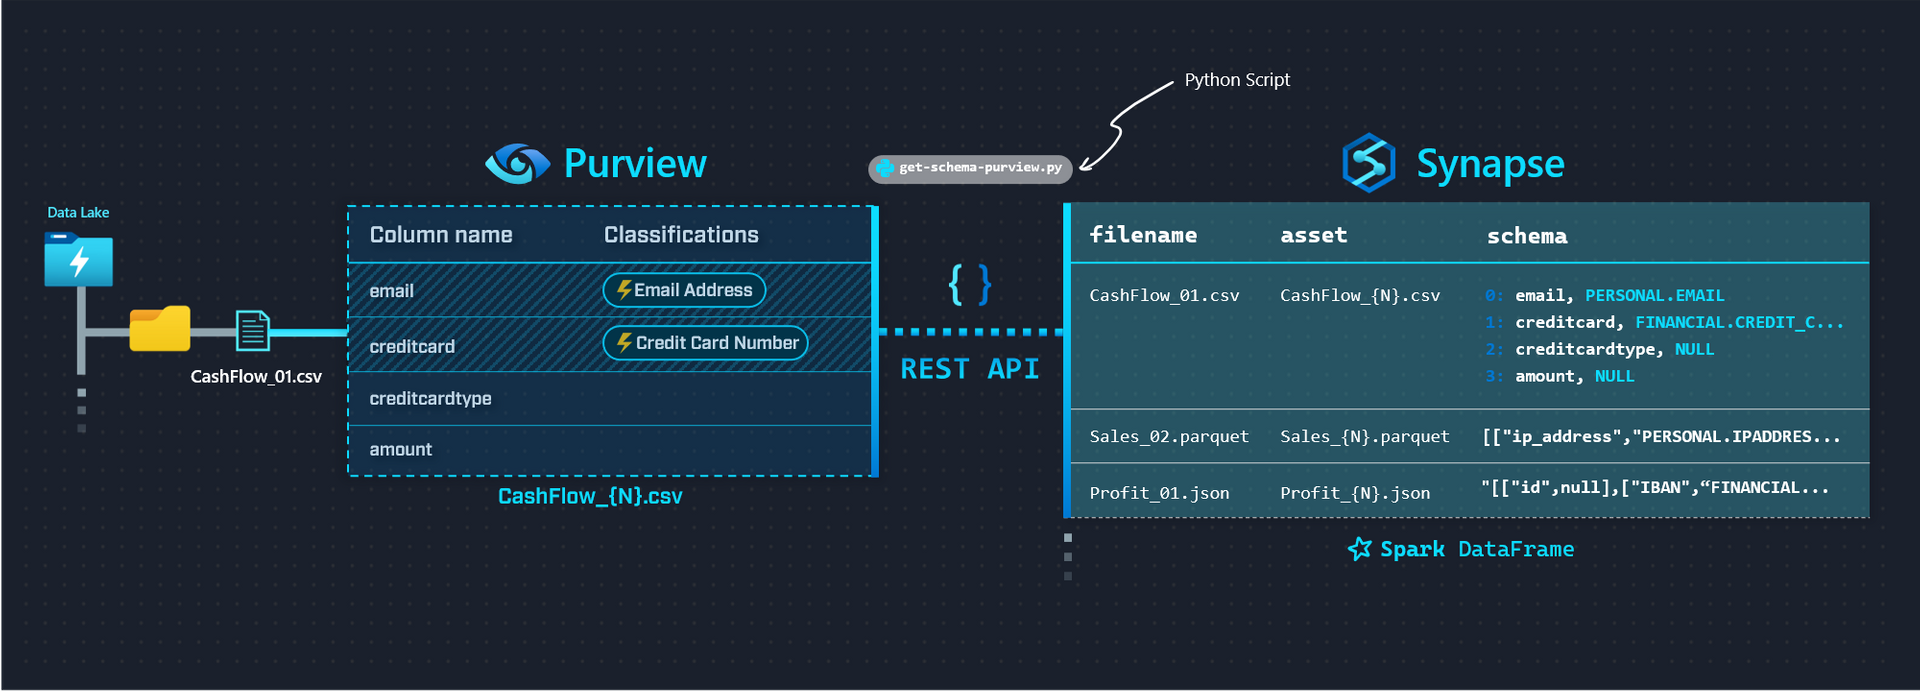 Python Script
Purview
get-schema-purview.py
Synapse
Data Lake
CashFlow_01.csv
Column name Classifications
email Email Address
creditcard Credit Card Number
creditcardtype
amount
CashFlow_{N}.csv
{ }
REST API
filename asset schema
CashFlow_01.csv CashFlow_{N}.csv 0: email, PERSONAL.EMAIL
1: creditcard, FINANCIAL.CREDIT_C...
2: creditcardtype, NULL
3: amount, NULL
Sales_02.parquet Sales_{N}.parquet [["ip_address","PERSONAL.IPADDRES...
Profit_01.json Profit_{N}.json "[["id",null],["IBAN",“FINANCIAL...
Spark DataFrame